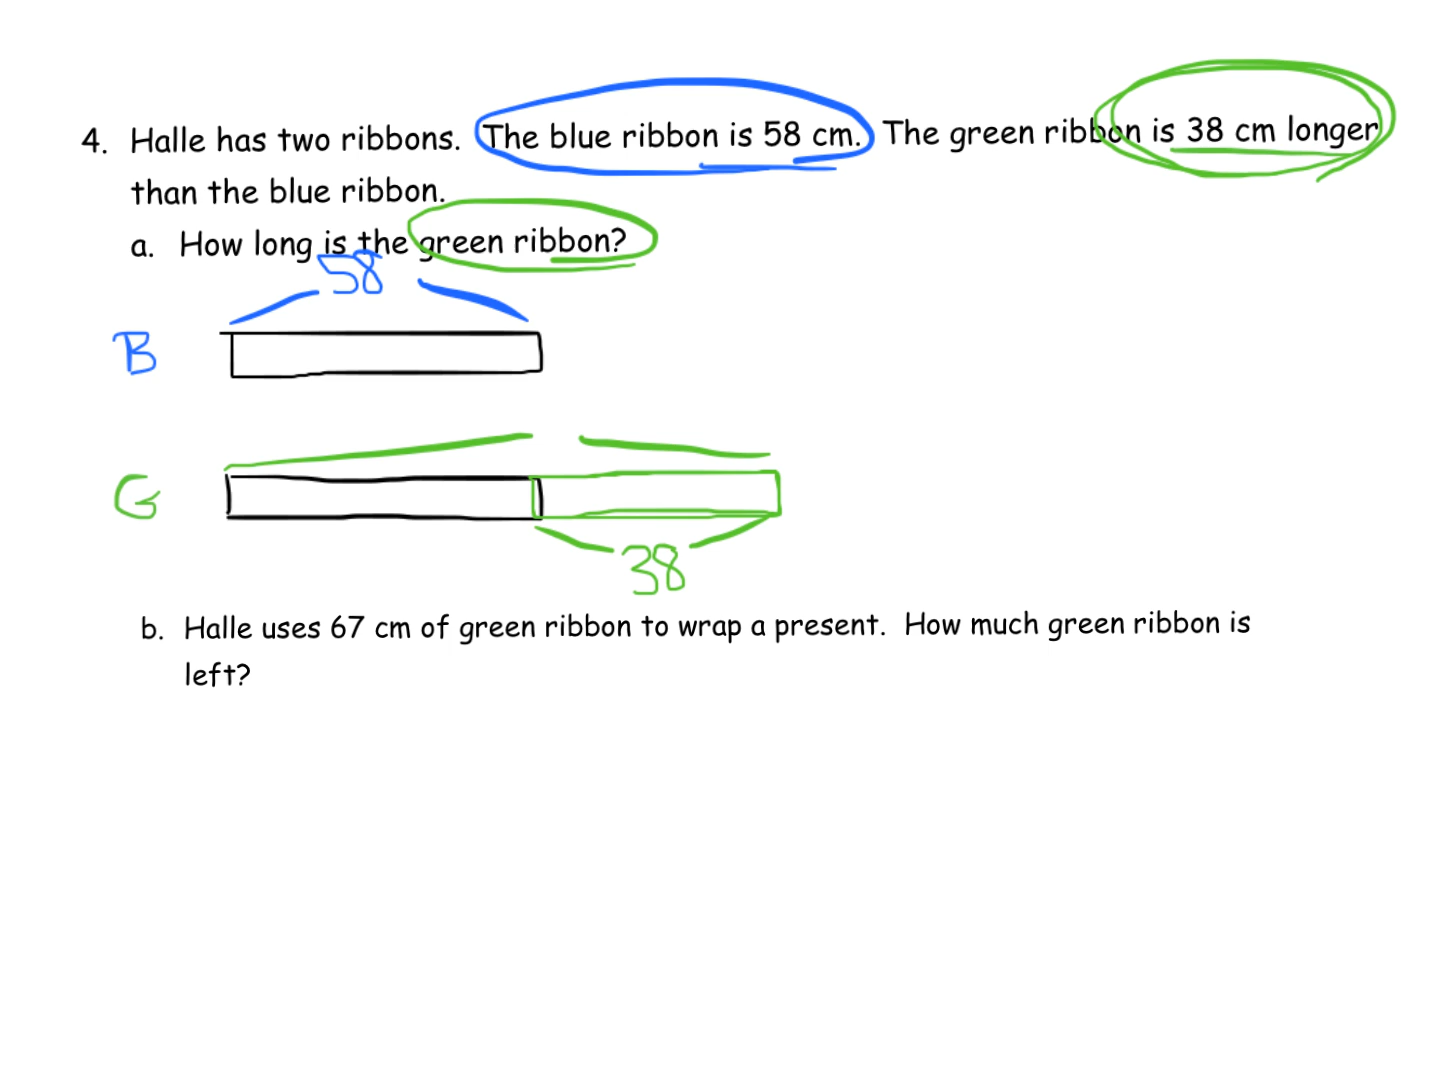 4. Halle has two ribbons. The blue ribbon is 58 cm. The green ribbon is 38 cm longer
than the blue ribbon.
a. How long is the green ribbon?
58
B
G
38
b. Halle uses 67 cm of green ribbon to wrap a present. How much green ribbon is
left?